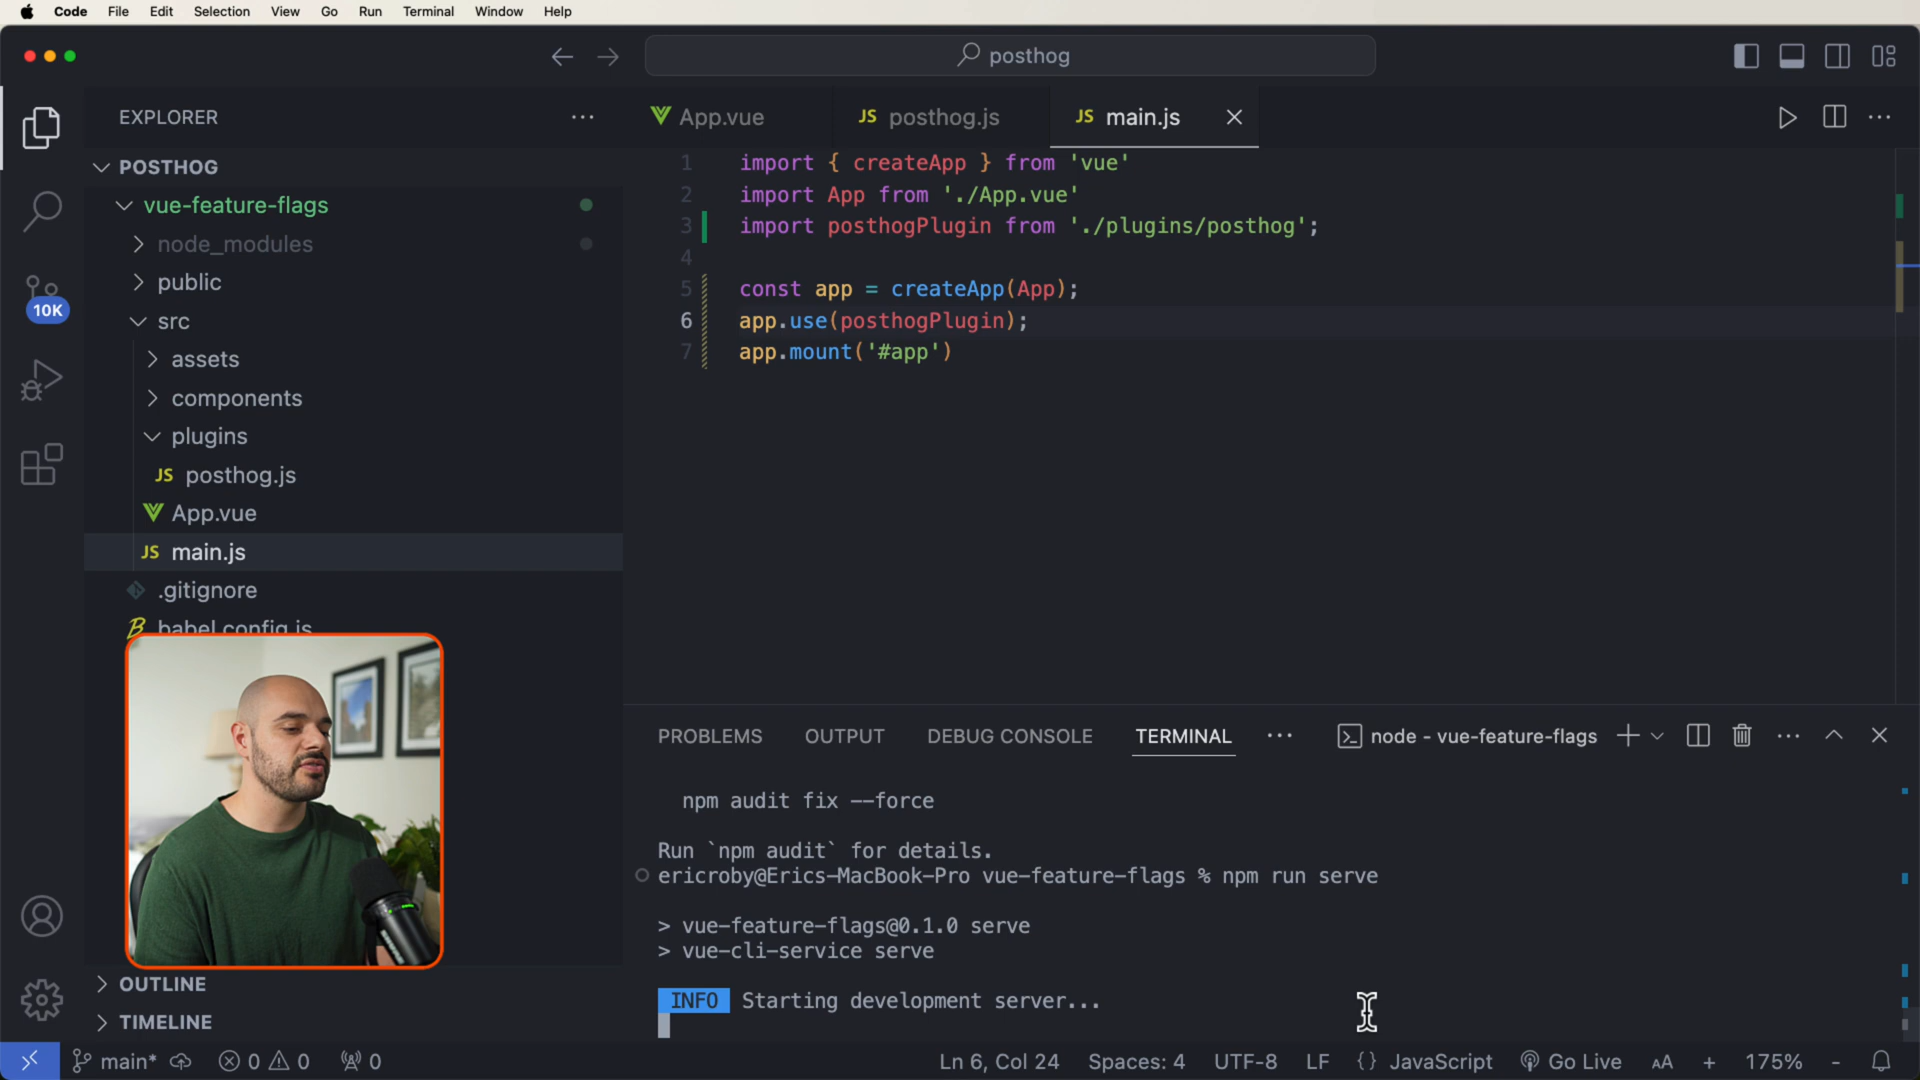 Code File Edit Selection View Go Run Terminal Window Help
posthog
EXPLORER
App.vue
JS posthog.js
JS main.js
POSTHOG
vue-feature-flags
node_modules
public
src
assets
components
plugins
JS posthog.js
App.vue
JS main.js
.gitignore
babel.config.js
OUTLINE
TIMELINE
10K
1 import { createApp } from 'vue'
2 import App from './App.vue'
3 import posthogPlugin from './plugins/posthog';
4
5 const app = createApp(App);
6 app.use(posthogPlugin);
7 app.mount('#app')
PROBLEMS OUTPUT DEBUG CONSOLE TERMINAL
node - vue-feature-flags
npm audit fix --force
Run `npm audit` for details.
ericroby@Erics-MacBook-Pro vue-feature-flags % npm run serve
> vue-feature-flags@0.1.0 serve
> vue-cli-service serve
INFO Starting development server...
main* 0 0 0
Ln 6, Col 24 Spaces: 4 UTF-8 LF {} JavaScript Go Live AA + 175% -